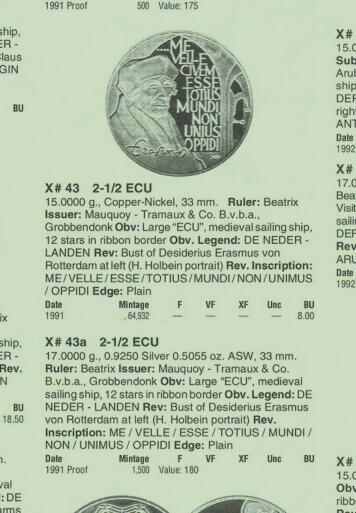 1991 Proof 500 Value: 175
ship,
ER -
Claus
GIN
BU
ME
VELLE
CIVEM
ESSE
TOTIUS
MUNDI
NON
UNIUS
OPPIDI
X# 43 2-1/2 ECU
15.0000 g., Copper-Nickel, 33 mm. Ruler: Beatrix
Issuer: Mauquoy - Tramaux & Co. B.v.b.a.,
Grobbendonk Obv: Large "ECU", medieval sailing ship,
12 stars in ribbon border Obv. Legend: DE NEDER -
LANDEN Rev: Bust of Desiderius Erasmus von
Rotterdam at left (H. Holbein portrait) Rev. Inscription:
ME / VELLE / ESSE / TOTIUS / MUNDI / NON / UNIMUS
/ OPPIDI Edge: Plain
Date Mintage F VF XF Unc BU
1991 64,932 — — — — 8.00
X# 43a 2-1/2 ECU
17.0000 g., 0.9250 Silver 0.5055 oz. ASW, 33 mm.
Ruler: Beatrix Issuer: Mauquoy - Tramaux & Co.
B.v.b.a., Grobbendonk Obv: Large "ECU", medieval
sailing ship, 12 stars in ribbon border Obv. Legend: DE
NEDER - LANDEN Rev: Bust of Desiderius Erasmus
von Rotterdam at left (H. Holbein portrait) Rev.
Inscription: ME / VELLE / ESSE / TOTIUS / MUNDI /
NON / UNIMUS / OPPIDI Edge: Plain
Date Mintage F VF XF Unc BU
1991 Proof 1,500 Value: 180
ix
ship,
ER -
Rev.
N
BU
18.50
n.
val
l: DE
arms
X#
15.0
Sub
Arub
ship
DEF
right
ANT
Date
1992
X#
17.0
Bea
Visit
sailin
DEF
Rev
ARU
Date
1992
X#
15.0
Obv
ribb